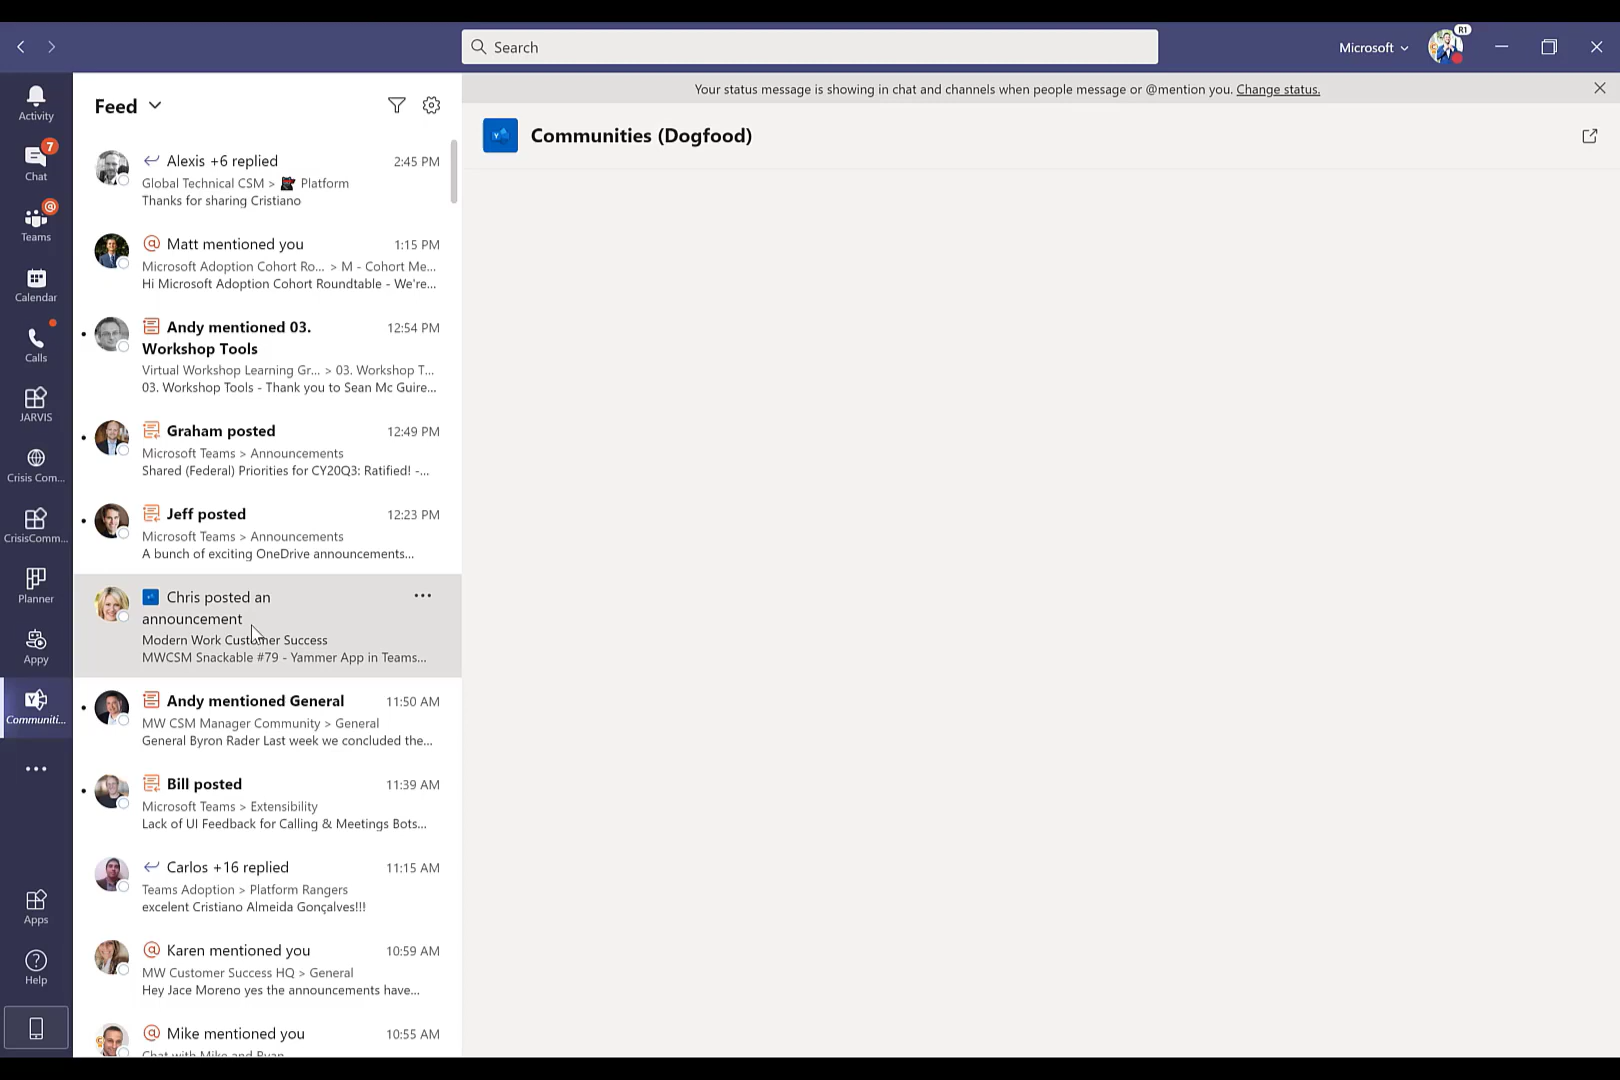 Search
Microsoft
R1
Your status message is showing in chat and channels when people message or @mention you. Change status.
Activity
7
Chat
@
Teams
Calendar
Calls
JARVIS
Crisis Com...
CrisisComm...
Planner
Appy
Communiti...
Apps
Help
Feed
Alexis +6 replied 2:45 PM
Global Technical CSM > Platform
Thanks for sharing Cristiano
@ Matt mentioned you 1:15 PM
Microsoft Adoption Cohort Ro... > M - Cohort Me...
Hi Microsoft Adoption Cohort Roundtable - We're...
Andy mentioned 03. 12:54 PM
Workshop Tools
Virtual Workshop Learning Gr... > 03. Workshop T...
03. Workshop Tools - Thank you to Sean Mc Guire...
Graham posted 12:49 PM
Microsoft Teams > Announcements
Shared (Federal) Priorities for CY20Q3: Ratified! -...
Jeff posted 12:23 PM
Microsoft Teams > Announcements
A bunch of exciting OneDrive announcements...
Chris posted an ...
announcement
Modern Work Customer Success
MWCSM Snackable #79 - Yammer App in Teams...
Andy mentioned General 11:50 AM
MW CSM Manager Community > General
General Byron Rader Last week we concluded the...
Bill posted 11:39 AM
Microsoft Teams > Extensibility
Lack of UI Feedback for Calling & Meetings Bots...
Carlos +16 replied 11:15 AM
Teams Adoption > Platform Rangers
excelent Cristiano Almeida Gonçalves!!!
@ Karen mentioned you 10:59 AM
MW Customer Success HQ > General
Hey Jace Moreno yes the announcements have...
@ Mike mentioned you 10:55 AM
Chat with Mike and Ryan
Communities (Dogfood)